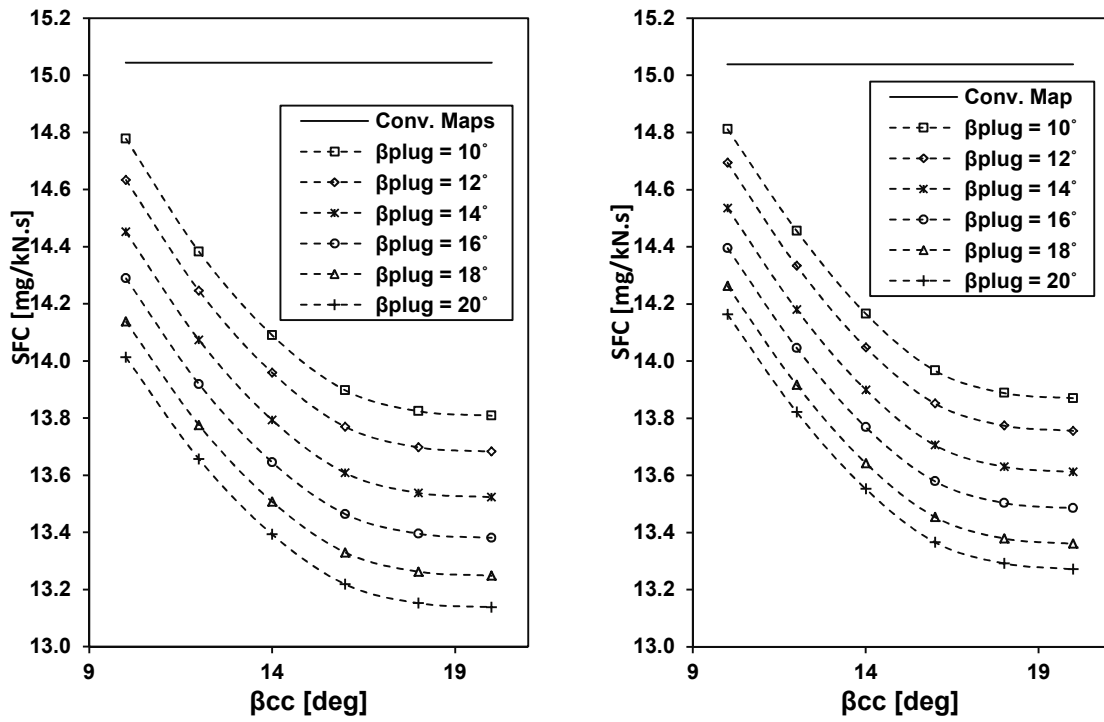 15.2
15.0
14.8
14.6
14.4
14.2
14.0
13.8
13.6
13.4
13.2
13.0
SFC [mg/kN.s]
9
14
19
βcc [deg]
Conv. Maps
βplug = 10˚
βplug = 12˚
βplug = 14˚
βplug = 16˚
βplug = 18˚
βplug = 20˚
15.2
15.0
14.8
14.6
14.4
14.2
14.0
13.8
13.6
13.4
13.2
13.0
SFC [mg/kN.s]
9
14
19
βcc [deg]
Conv. Map
βplug = 10˚
βplug = 12˚
βplug = 14˚
βplug = 16˚
βplug = 18˚
βplug = 20˚